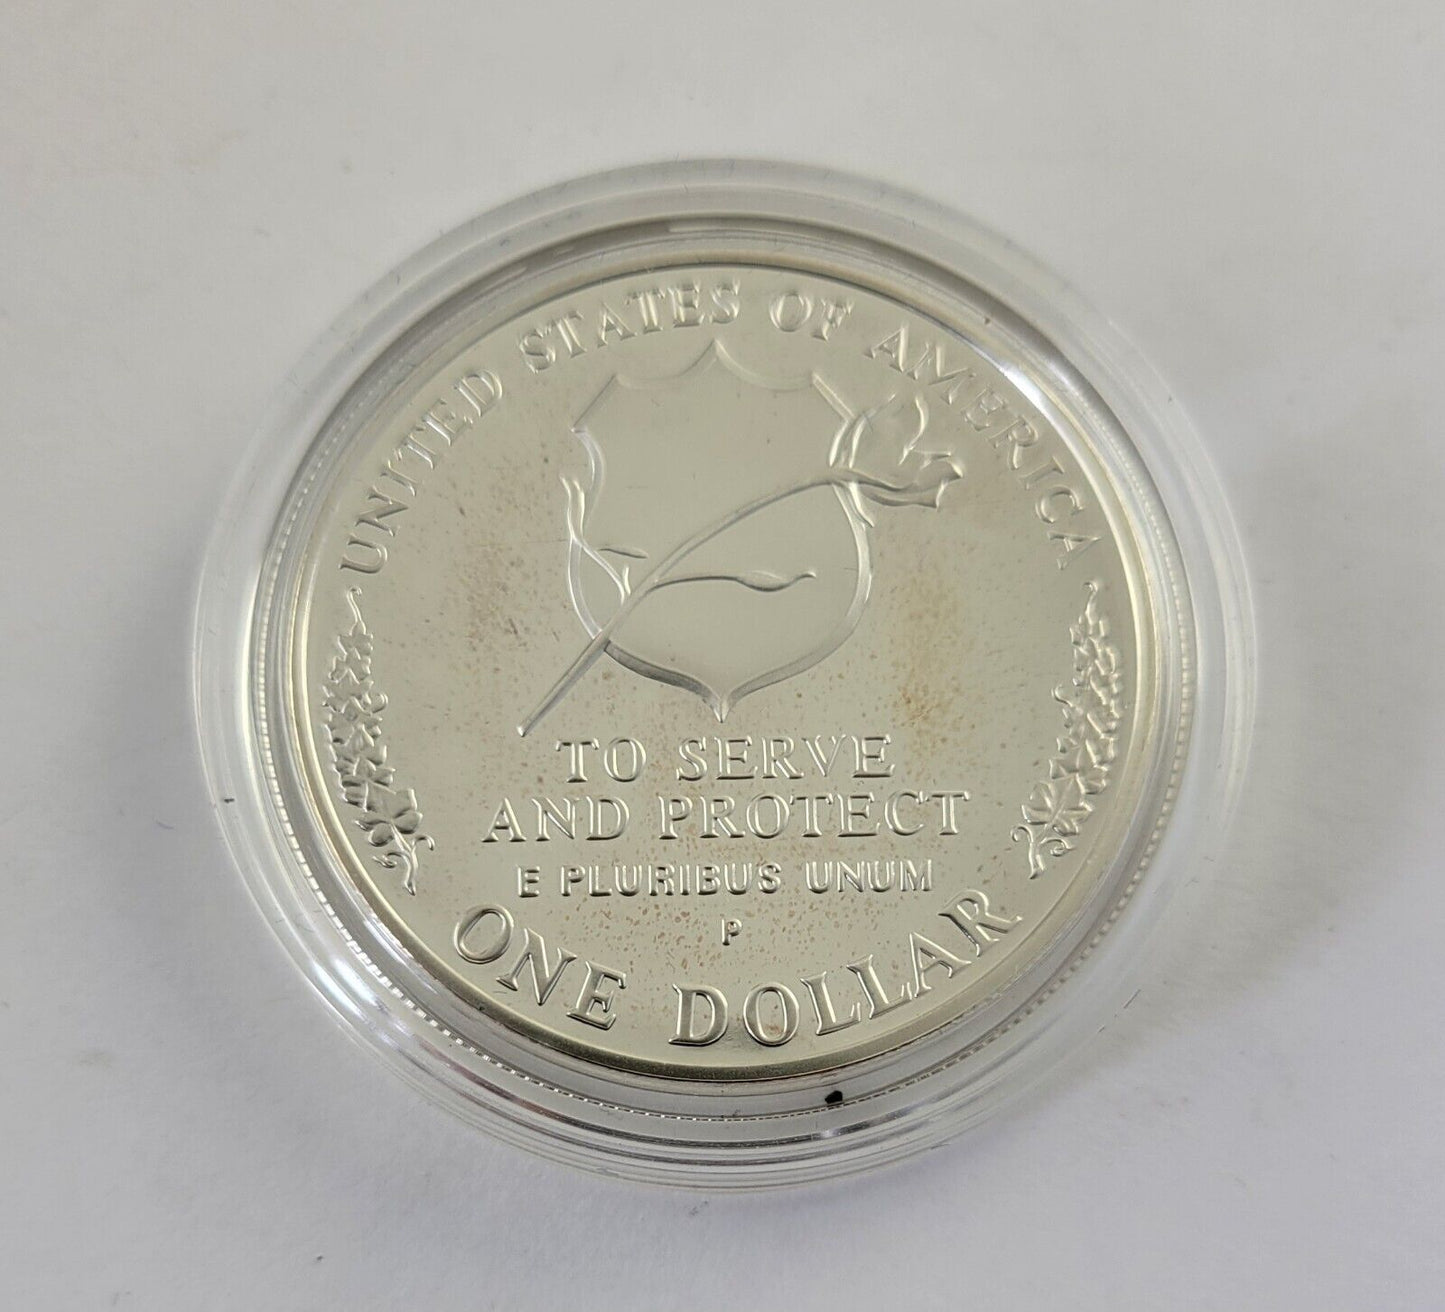 UNITED STATES OF AMERICA
TO SERVE
AND PROTECT
E PLURIBUS UNUM
P
ONE DOLLAR